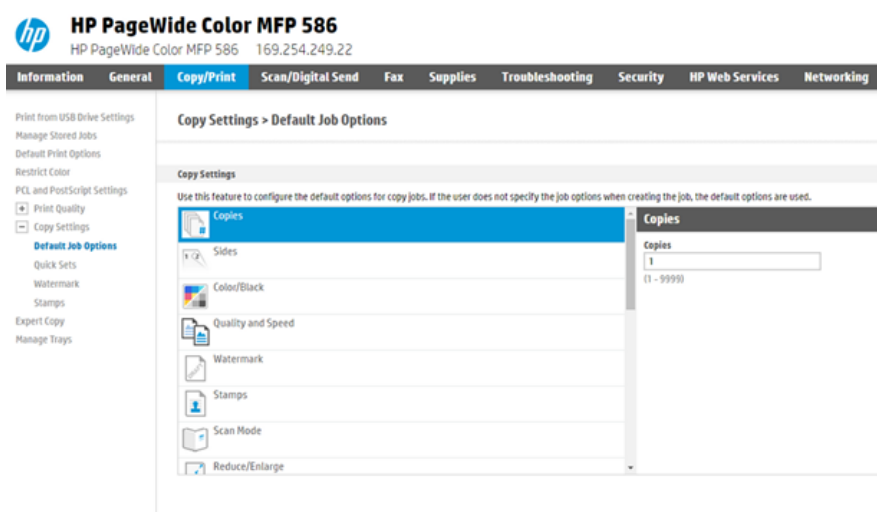 hp
HP PageWide Color MFP 586
HP PageWide Color MFP 586 169.254.249.22
Information General Copy/Print Scan/Digital Send Fax Supplies Troubleshooting Security HP Web Services Networking
Print from USB Drive Settings
Manage Stored Jobs
Default Print Options
Restrict Color
PCL and PostScript Settings
+ Print Quality
− Copy Settings
Default Job Options
Quick Sets
Watermark
Stamps
Expert Copy
Manage Trays
Copy Settings > Default Job Options
Copy Settings
Use this feature to configure the default options for copy jobs. If the user does not specify the job options when creating the job, the default options are used.
Copies
Sides
Color/Black
Quality and Speed
Watermark
Stamps
Scan Mode
Reduce/Enlarge
Copies
Copies
1
(1 - 9999)